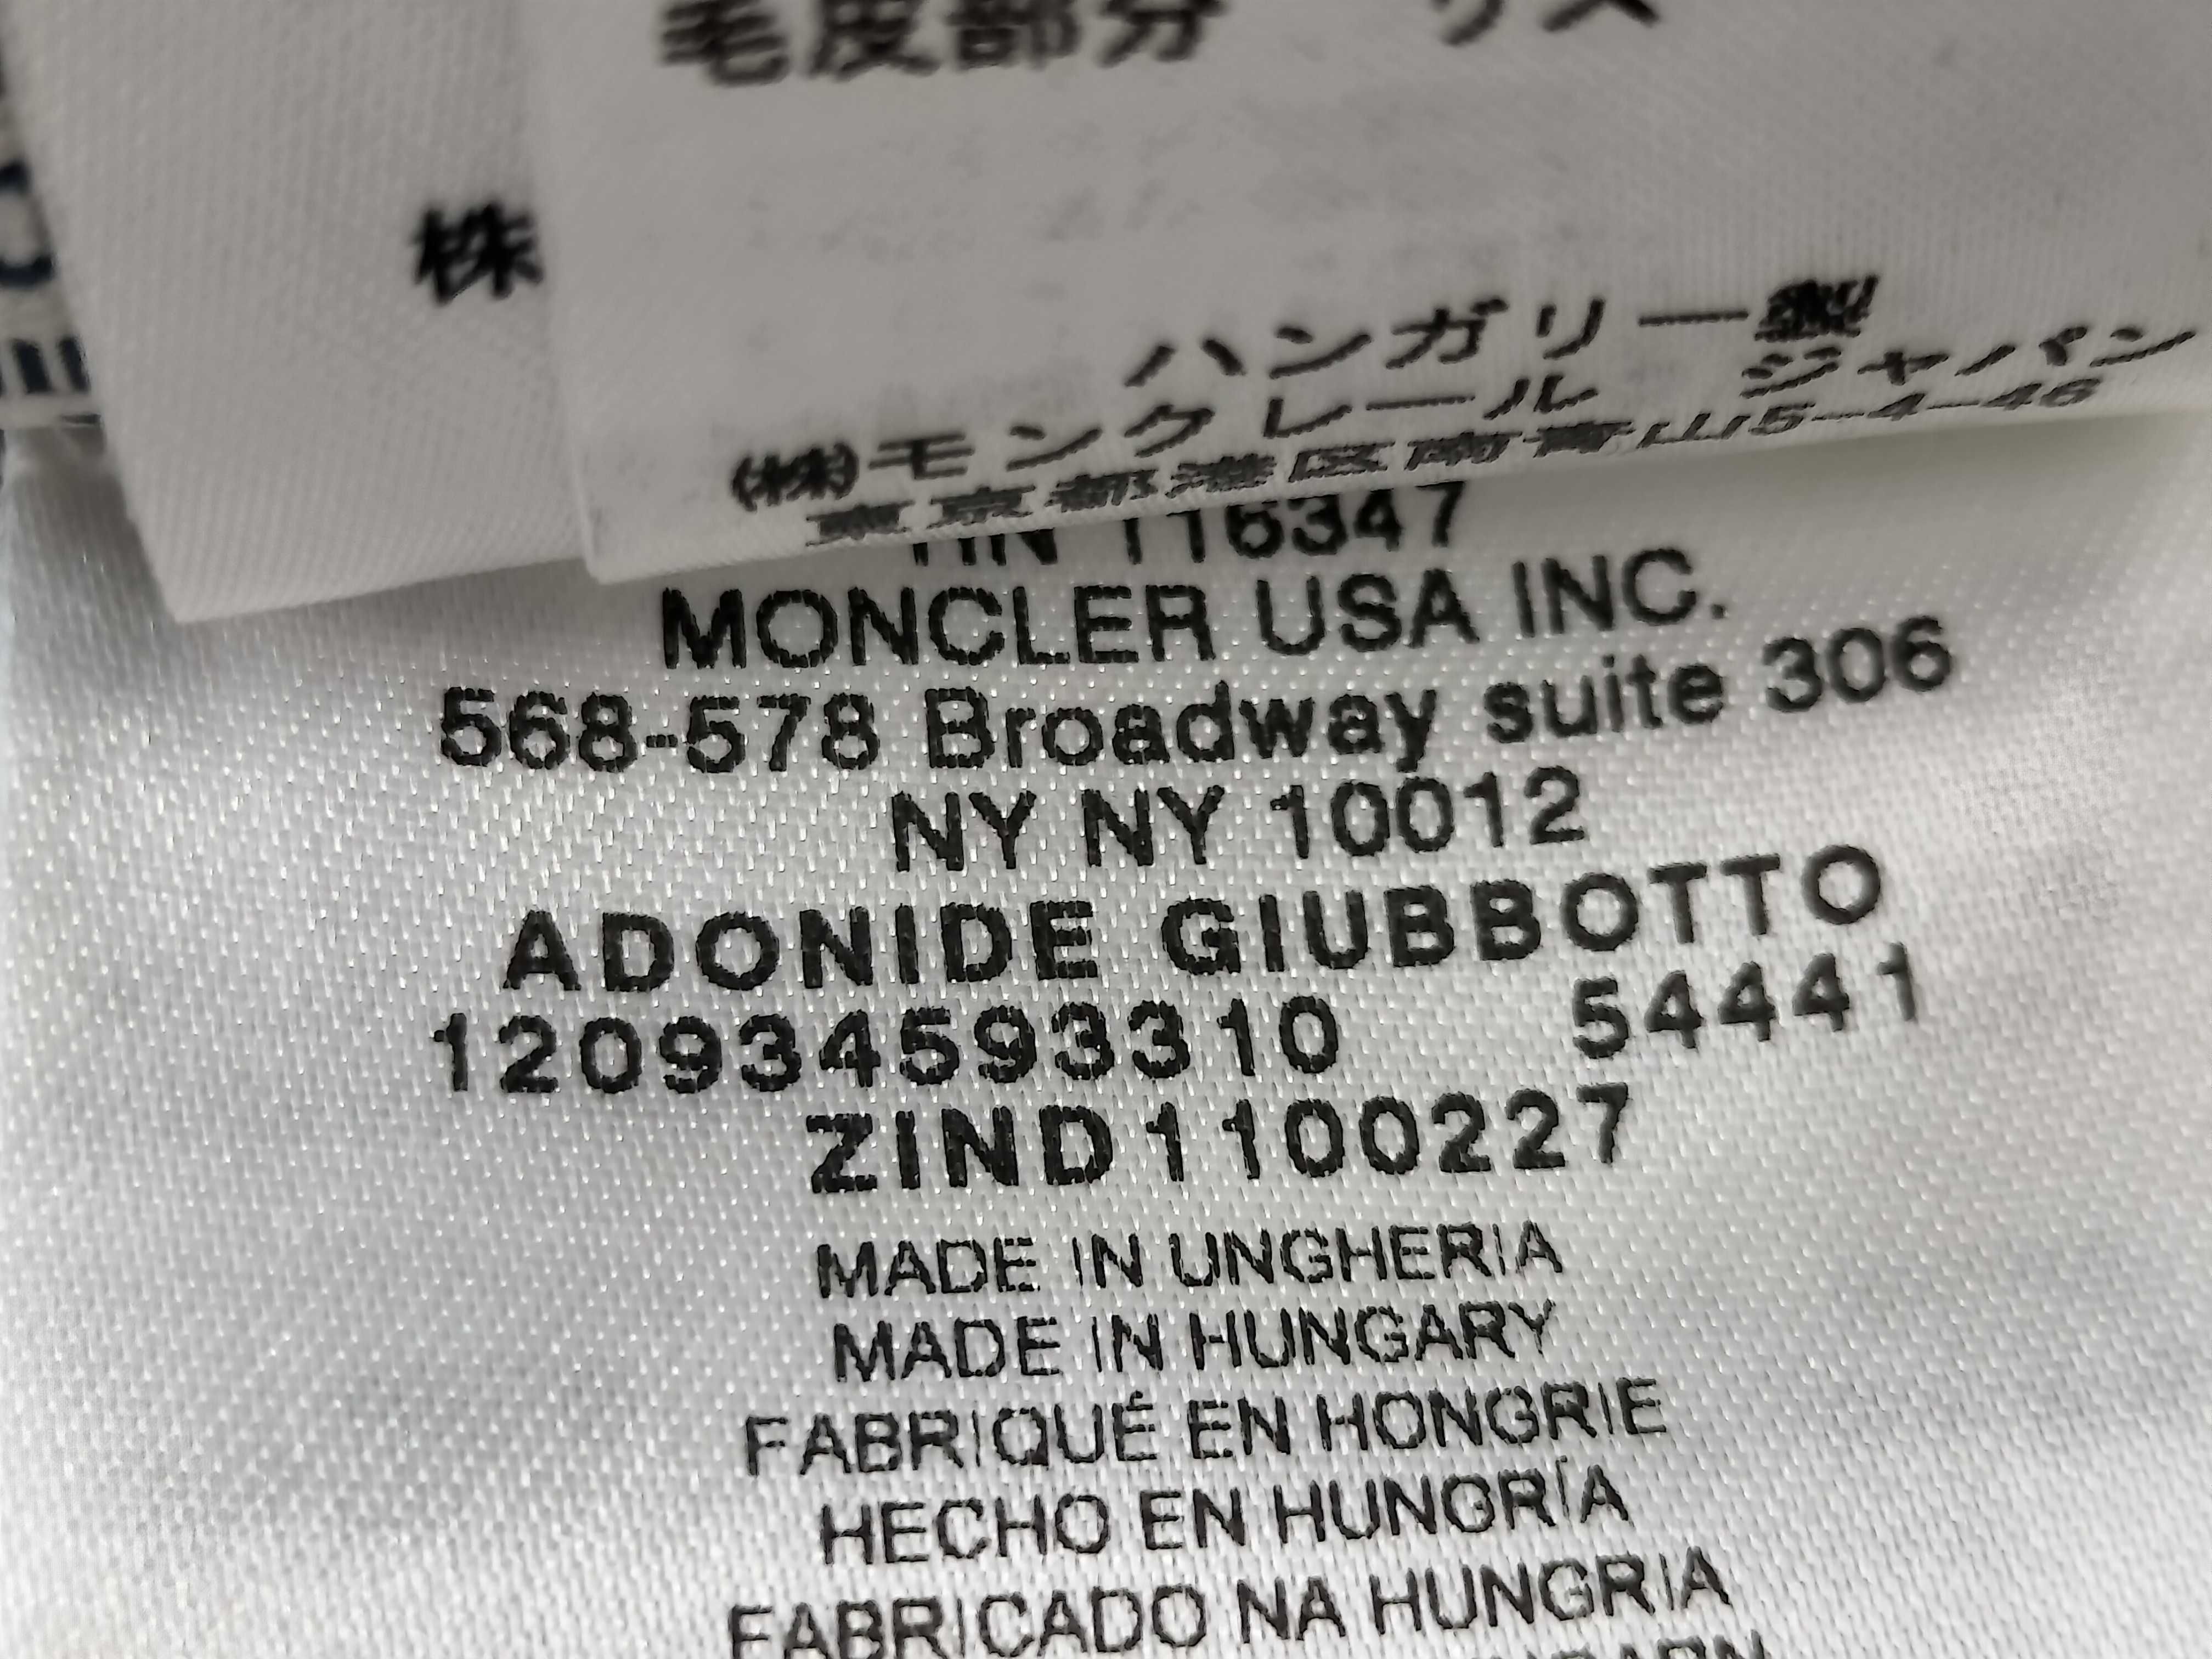 毛皮部分 リス
株
ハンガリー製
(株)モンクレール ジャパン
東京都港区南青山5-4-46
RN 116347
MONCLER USA INC.
568-578 Broadway suite 306
NY NY 10012
ADONIDE GIUBBOTTO
120934593310 54441
ZIND1100227
MADE IN UNGHERIA
MADE IN HUNGARY
FABRIQUÉ EN HONGRIE
HECHO EN HUNGRÍA
FABRICADO NA HUNGRIA